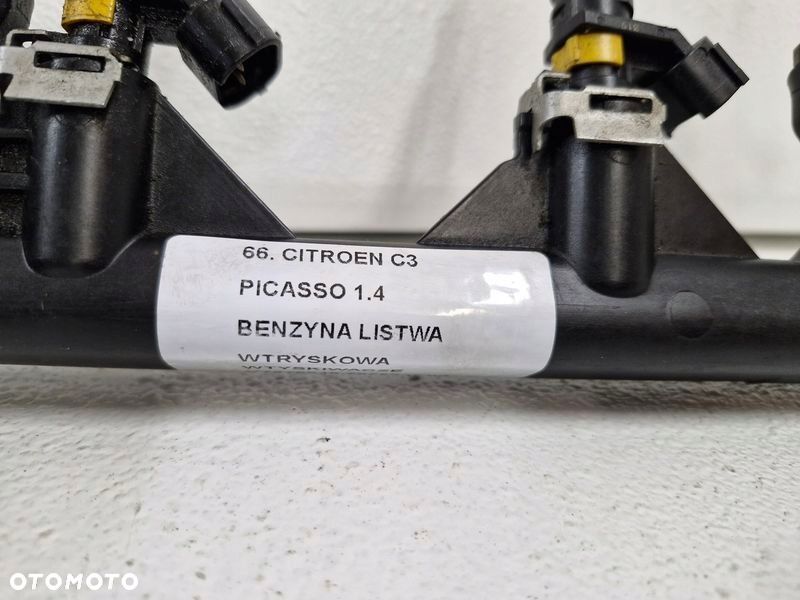 66. CITROEN C3
PICASSO 1.4
BENZYNA LISTWA
WTRYSKOWA
OTOMOTO